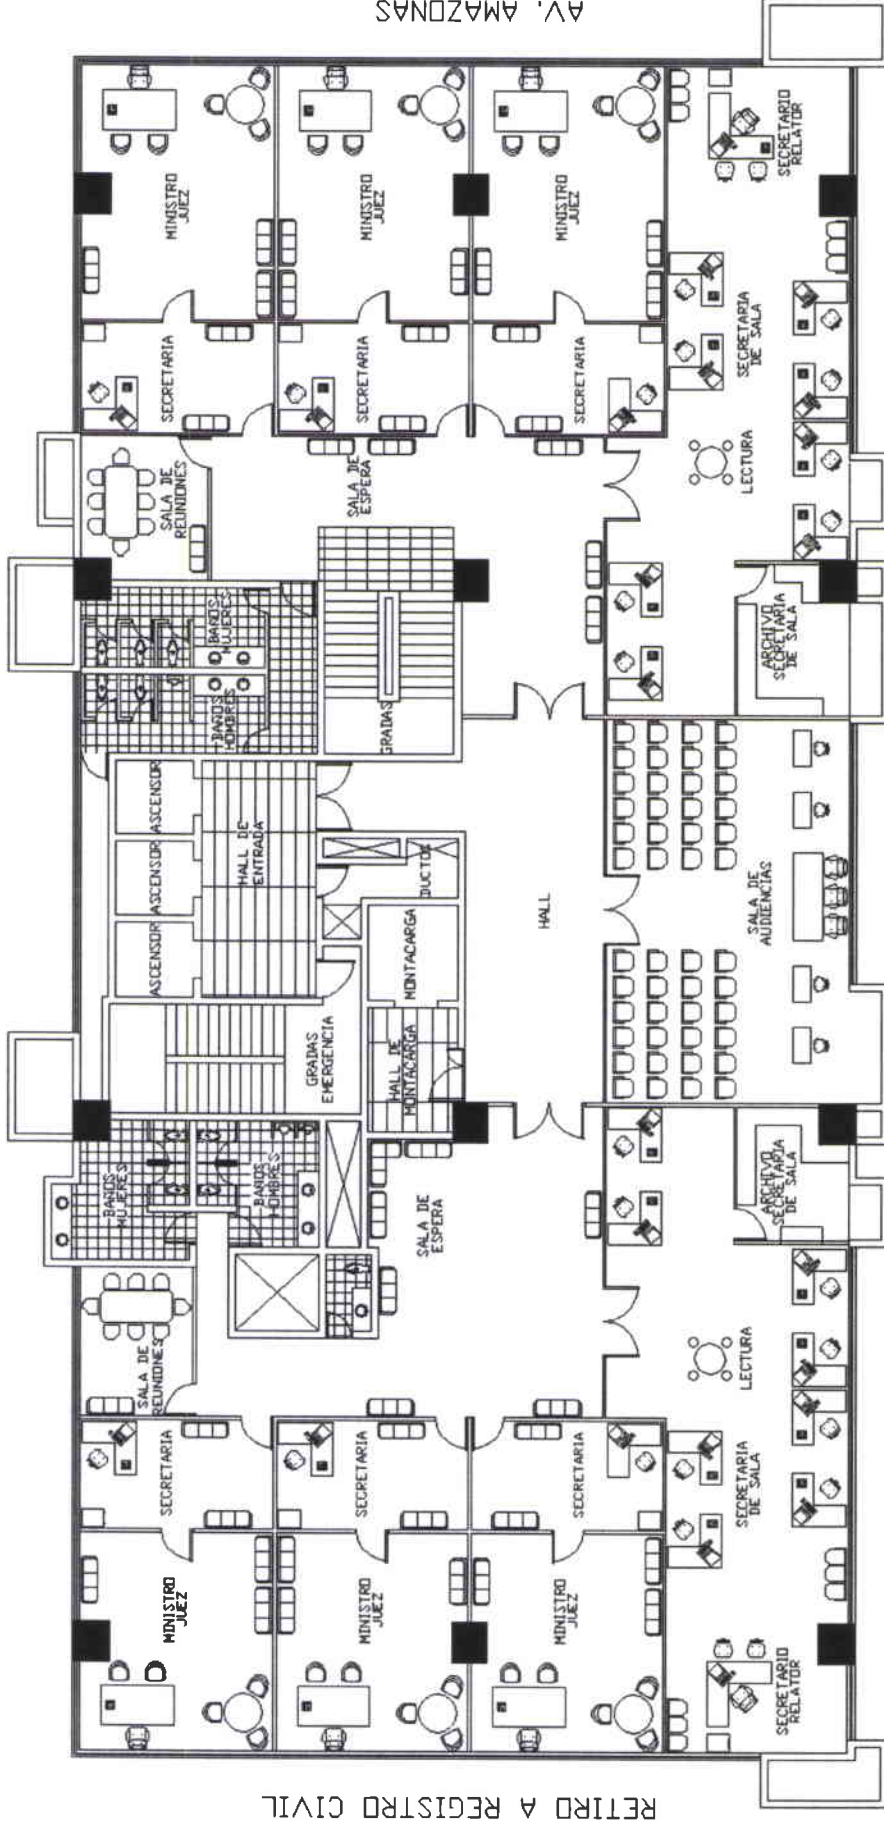 AV. AMAZONAS
MINISTRO
JUEZ
MINISTRO
JUEZ
MINISTRO
JUEZ
SECRETARIO
RELATOR
SECRETARIA
SECRETARIA
SECRETARIA
SECRETARIA
DE SALA
SALA DE
REUNIONES
SALA DE
ESPERA
LECTURA
BAÑOS
MUJERES
BAÑOS
HOMBRES
GRADAS
ARCHIVO
SECRETARIA
DE SALA
ASCENSOR
ASCENSOR
ASCENSOR
HALL DE
ENTRADA
DUCTOS
MONTACARGA
HALL
SALA DE
AUDIENCIAS
GRADAS
EMERGENCIA
HALL DE
MONTACARGA
BAÑOS
MUJERES
BAÑOS
HOMBRES
SALA DE
ESPERA
ARCHIVO
SECRETARIA
DE SALA
SALA DE
REUNIONES
LECTURA
SECRETARIA
SECRETARIA
SECRETARIA
SECRETARIA
DE SALA
MINISTRO
JUEZ
MINISTRO
JUEZ
MINISTRO
JUEZ
SECRETARIO
RELATOR
RETIRO A REGISTRO CIVIL